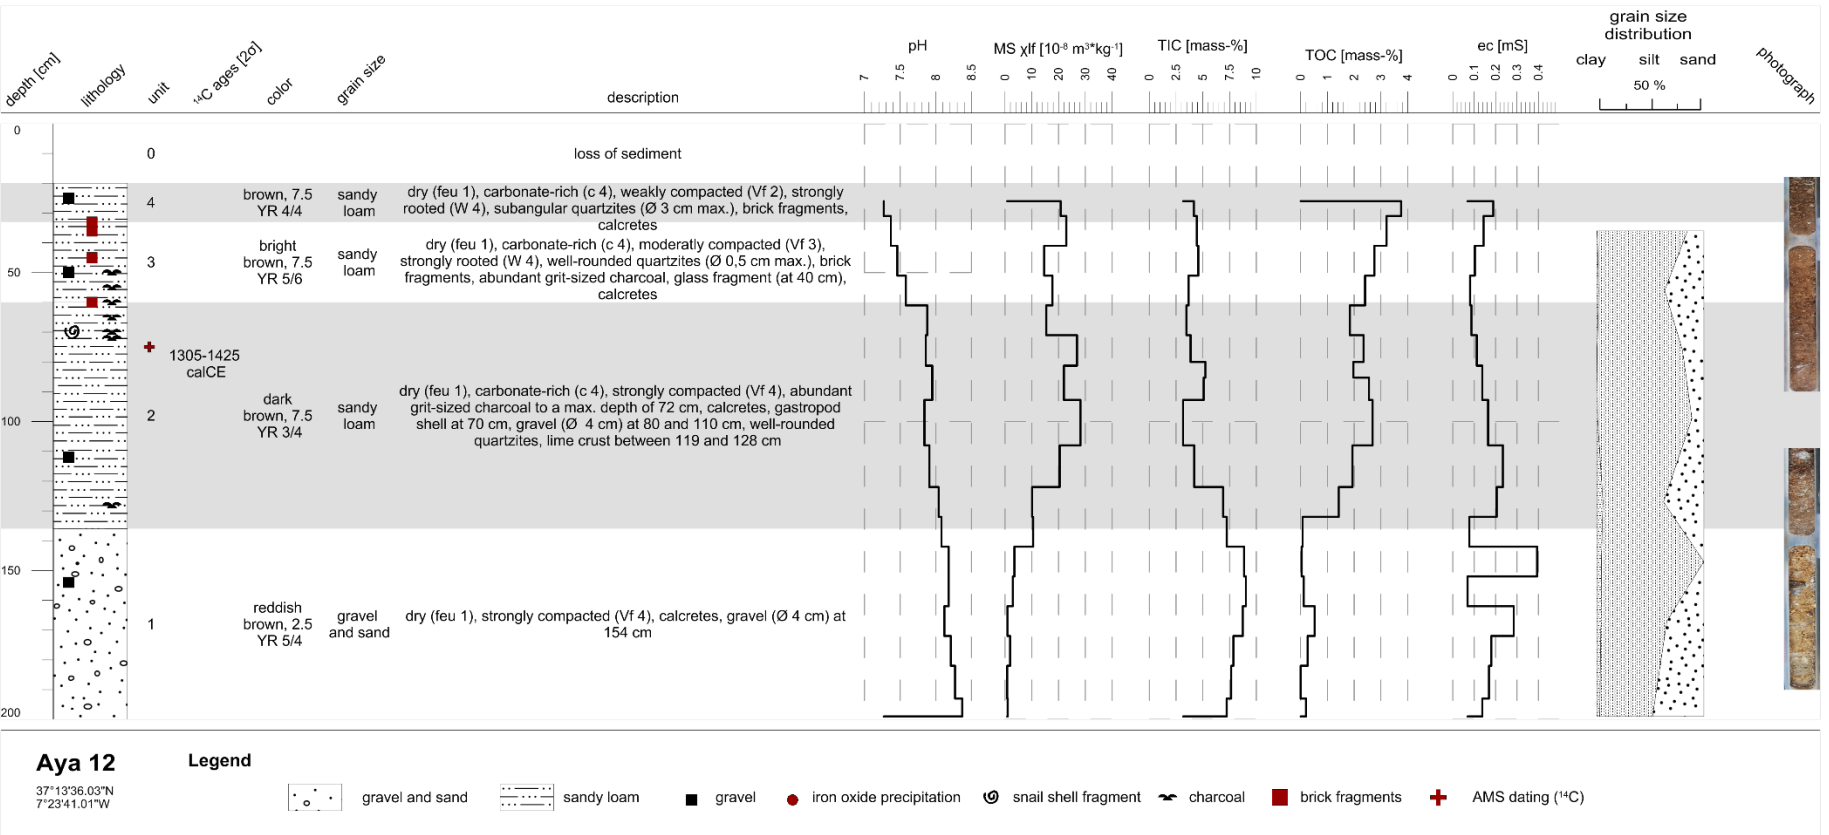 depth [cm]
lithology
unit
¹⁴C ages [2σ]
color
grain size
description
pH
7 7.5 8 8.5
MS χlf [10⁻⁸ m³*kg⁻¹]
0 10 20 30 40
TIC [mass-%]
0 2.5 5 7.5 10
TOC [mass-%]
0 1 2 3 4
ec [mS]
0 0.1 0.2 0.3 0.4
grain size
distribution
clay silt sand
50 %
photograph
0
50
100
150
200
0
loss of sediment
4
brown, 7.5
YR 4/4
sandy
loam
dry (feu 1), carbonate-rich (c 4), weakly compacted (Vf 2), strongly
rooted (W 4), subangular quartzites (Ø 3 cm max.), brick fragments,
calcretes
3
bright
brown, 7.5
YR 5/6
sandy
loam
dry (feu 1), carbonate-rich (c 4), moderatly compacted (Vf 3),
strongly rooted (W 4), well-rounded quartzites (Ø 0,5 cm max.), brick
fragments, abundant grit-sized charcoal, glass fragment (at 40 cm),
calcretes
1305-1425
calCE
2
dark
brown, 7.5
YR 3/4
sandy
loam
dry (feu 1), carbonate-rich (c 4), strongly compacted (Vf 4), abundant
grit-sized charcoal to a max. depth of 72 cm, calcretes, gastropod
shell at 70 cm, gravel (Ø 4 cm) at 80 and 110 cm, well-rounded
quartzites, lime crust between 119 and 128 cm
1
reddish
brown, 2.5
YR 5/4
gravel
and sand
dry (feu 1), strongly compacted (Vf 4), calcretes, gravel (Ø 4 cm) at
154 cm
Aya 12
37°13'36.03"N
7°23'41.01"W
Legend
gravel and sand
sandy loam
gravel
iron oxide precipitation
snail shell fragment
charcoal
brick fragments
AMS dating (¹⁴C)